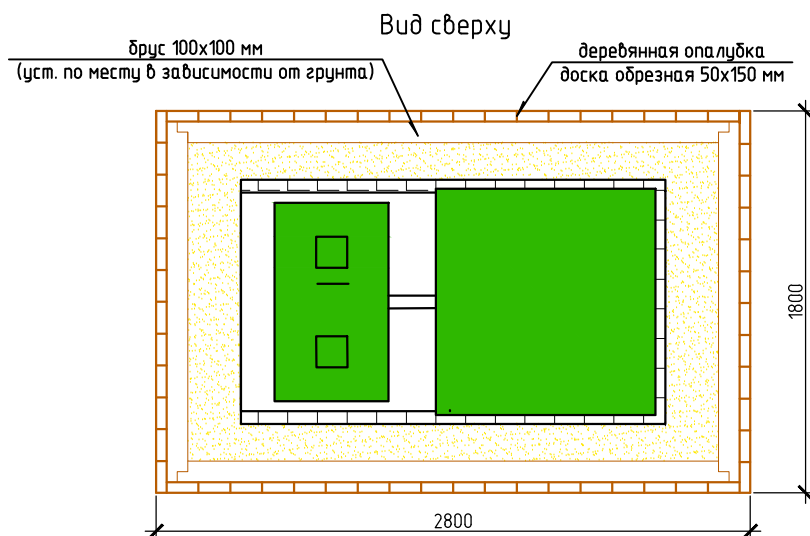 Вид сверху
брус 100х100 мм
(уст. по месту в зависимости от грунта)
деревянная опалубка
доска обрезная 50х150 мм
1800
2800